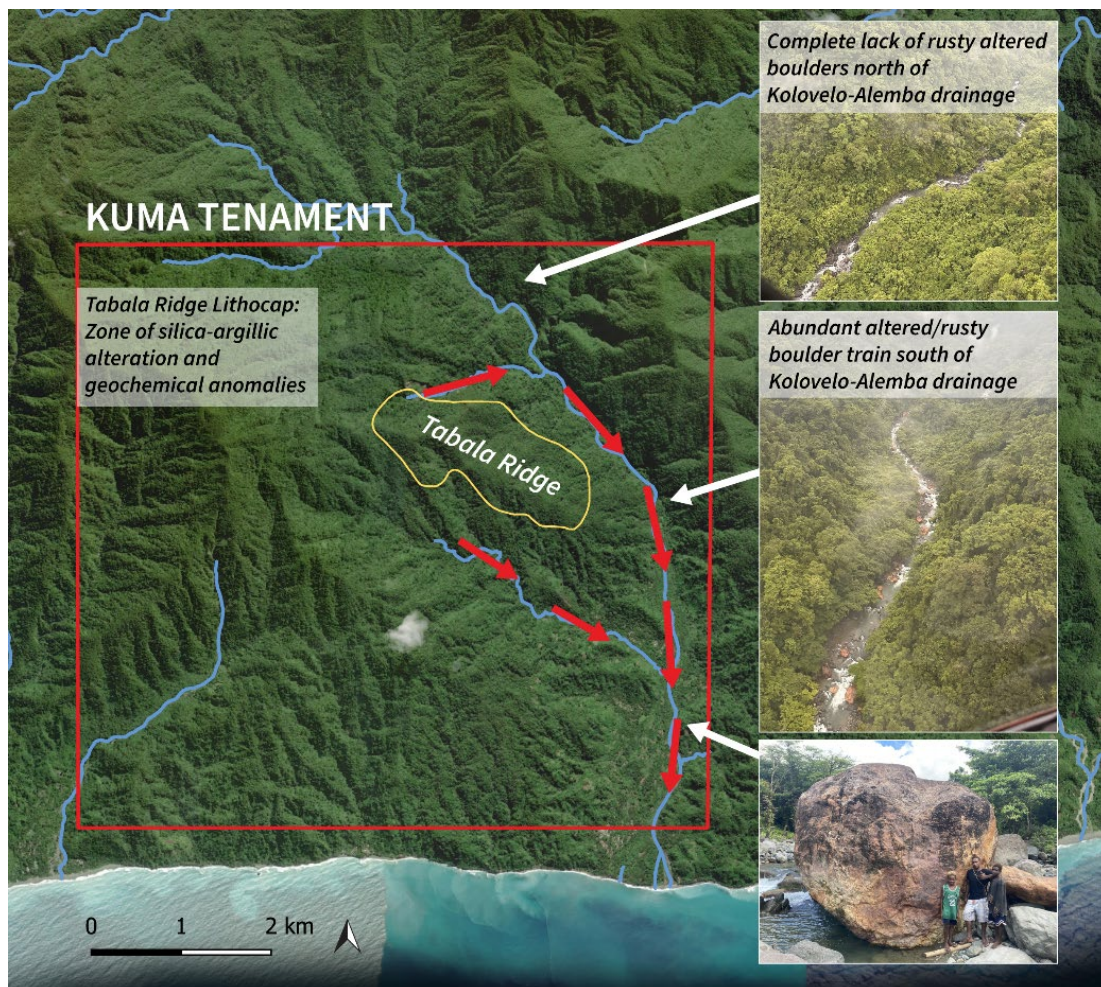 Complete lack of rusty altered
boulders north of
Kolovelo-Alemba drainage
KUMA TENAMENT
Tabala Ridge Lithocap:
Zone of silica-argillic
alteration and
geochemical anomalies
Abundant altered/rusty
boulder train south of
Kolovelo-Alemba drainage
Tabala Ridge
0 1 2 km